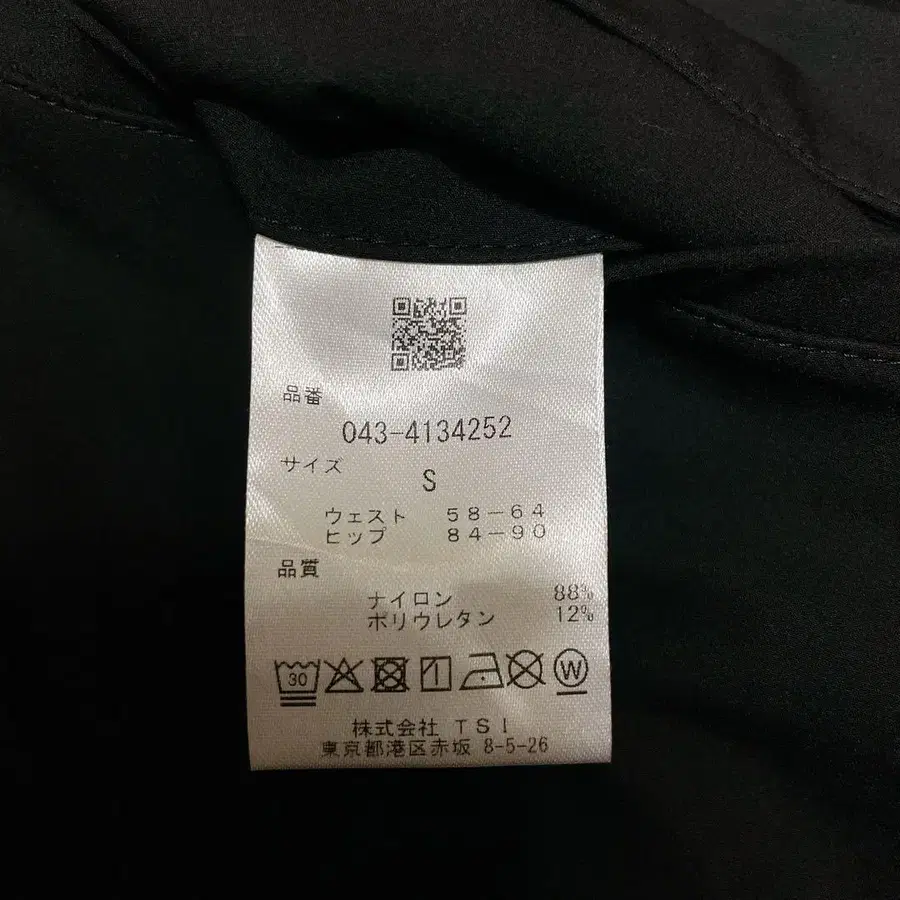 品番
043-4134252
サイズ
S
ウェスト 58-64
ヒップ 84-90
品質
ナイロン 88%
ポリウレタン 12%
30
W
株式会社 TSI
東京都港区赤坂 8-5-26